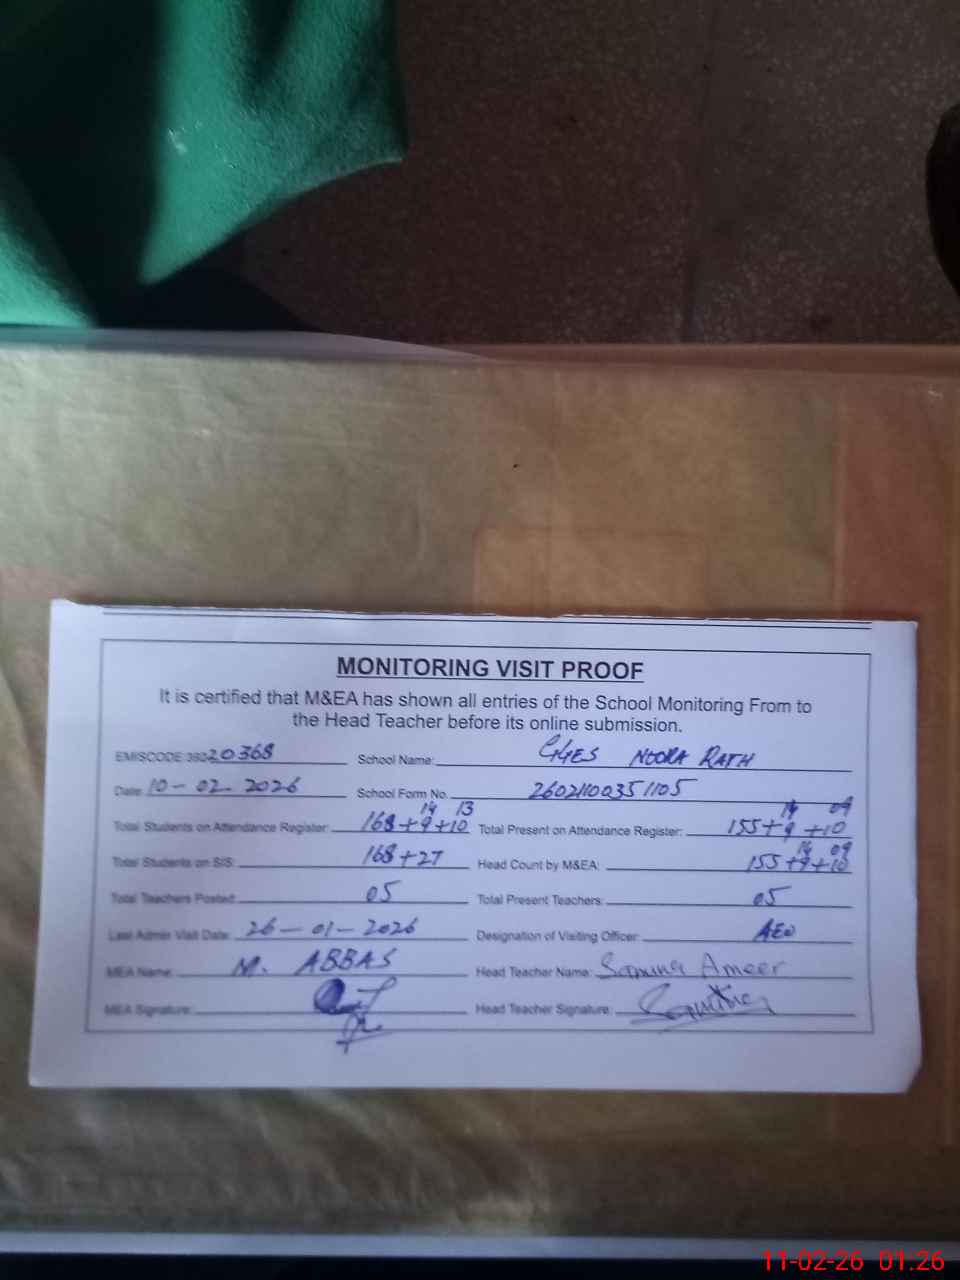 MONITORING VISIT PROOF
It is certified that M&EA has shown all entries of the School Monitoring From to
the Head Teacher before its online submission.
EMISCODE 20368 School Name: NOORA RATH
Date: 10-02-2026 School Form No. 26021100351105
14 13 14 09
Total Students on Attendance Register: 168+9+10 Total Present on Attendance Register: 155+9+10
14 09
Total Students on SIS: 168+27 Head Count by M&EA: 155+9+10
Total Teachers Posted: 05 Total Present Teachers: 05
Last Admin Visit Date: 26-01-2026 Designation of Visiting Officer: AEO
MEA Name: M. ABBAS Head Teacher Name: Ameer
MEA Signature: Head Teacher Signature:
11-02-26 01:26